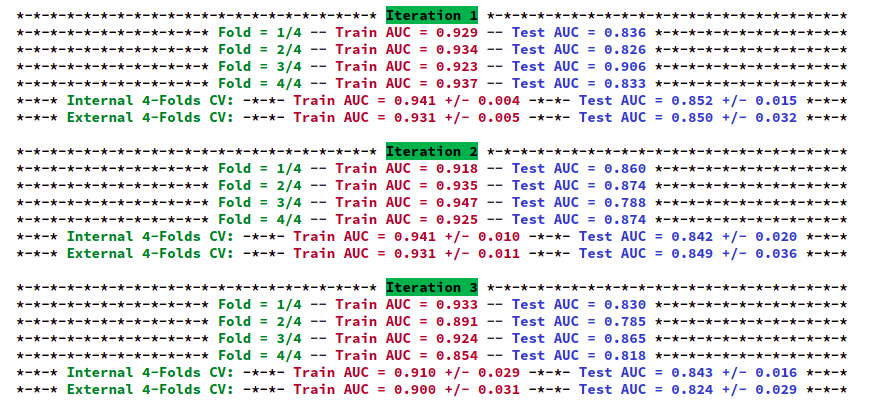 *-*-*-*-*-*-*-*-*-*-*-*-*-*-*-*-*-*-*-*-*-* Iteration 1 -*-*-*-*-*-*-*-*-*-*-*-*-*-*-*-*-*-*-*-*-*-*
*-*-*-*-*-*-*-*-*-*-*-* Fold = 1/4 -- Train AUC = 0.929 -- Test AUC = 0.836 *-*-*-*-*-*-*-*-*-*-*-*
*-*-*-*-*-*-*-*-*-*-*-* Fold = 2/4 -- Train AUC = 0.934 -- Test AUC = 0.826 *-*-*-*-*-*-*-*-*-*-*-*
*-*-*-*-*-*-*-*-*-*-*-* Fold = 3/4 -- Train AUC = 0.923 -- Test AUC = 0.906 *-*-*-*-*-*-*-*-*-*-*-*
*-*-*-*-*-*-*-*-*-*-*-* Fold = 4/4 -- Train AUC = 0.937 -- Test AUC = 0.833 *-*-*-*-*-*-*-*-*-*-*-*
*-*-* Internal 4-Folds CV: -*-*- Train AUC = 0.941 +/- 0.004 -*-*- Test AUC = 0.852 +/- 0.015 *-*-*
*-*-* External 4-Folds CV: -*-*- Train AUC = 0.931 +/- 0.005 -*-*- Test AUC = 0.850 +/- 0.032 *-*-*
*-*-*-*-*-*-*-*-*-*-*-*-*-*-*-*-*-*-*-*-*-* Iteration 2 -*-*-*-*-*-*-*-*-*-*-*-*-*-*-*-*-*-*-*-*-*-*
*-*-*-*-*-*-*-*-*-*-*-* Fold = 1/4 -- Train AUC = 0.918 -- Test AUC = 0.860 *-*-*-*-*-*-*-*-*-*-*-*
*-*-*-*-*-*-*-*-*-*-*-* Fold = 2/4 -- Train AUC = 0.935 -- Test AUC = 0.874 *-*-*-*-*-*-*-*-*-*-*-*
*-*-*-*-*-*-*-*-*-*-*-* Fold = 3/4 -- Train AUC = 0.947 -- Test AUC = 0.788 *-*-*-*-*-*-*-*-*-*-*-*
*-*-*-*-*-*-*-*-*-*-*-* Fold = 4/4 -- Train AUC = 0.925 -- Test AUC = 0.874 *-*-*-*-*-*-*-*-*-*-*-*
*-*-* Internal 4-Folds CV: -*-*- Train AUC = 0.941 +/- 0.010 -*-*- Test AUC = 0.842 +/- 0.020 *-*-*
*-*-* External 4-Folds CV: -*-*- Train AUC = 0.931 +/- 0.011 -*-*- Test AUC = 0.849 +/- 0.036 *-*-*
*-*-*-*-*-*-*-*-*-*-*-*-*-*-*-*-*-*-*-*-*-* Iteration 3 -*-*-*-*-*-*-*-*-*-*-*-*-*-*-*-*-*-*-*-*-*-*
*-*-*-*-*-*-*-*-*-*-*-* Fold = 1/4 -- Train AUC = 0.933 -- Test AUC = 0.830 *-*-*-*-*-*-*-*-*-*-*-*
*-*-*-*-*-*-*-*-*-*-*-* Fold = 2/4 -- Train AUC = 0.891 -- Test AUC = 0.785 *-*-*-*-*-*-*-*-*-*-*-*
*-*-*-*-*-*-*-*-*-*-*-* Fold = 3/4 -- Train AUC = 0.924 -- Test AUC = 0.865 *-*-*-*-*-*-*-*-*-*-*-*
*-*-*-*-*-*-*-*-*-*-*-* Fold = 4/4 -- Train AUC = 0.854 -- Test AUC = 0.818 *-*-*-*-*-*-*-*-*-*-*-*
*-*-* Internal 4-Folds CV: -*-*- Train AUC = 0.910 +/- 0.029 -*-*- Test AUC = 0.843 +/- 0.016 *-*-*
*-*-* External 4-Folds CV: -*-*- Train AUC = 0.900 +/- 0.031 -*-*- Test AUC = 0.824 +/- 0.029 *-*-*